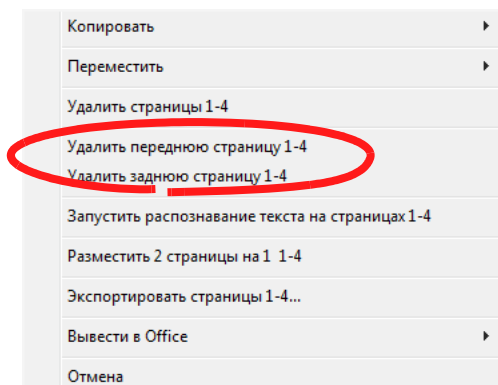 Копировать
Переместить
Удалить страницы 1-4
Удалить переднюю страницу 1-4
Удалить заднюю страницу 1-4
Запустить распознавание текста на страницах 1-4
Разместить 2 страницы на 1 1-4
Экспортировать страницы 1-4...
Вывести в Office
Отмена